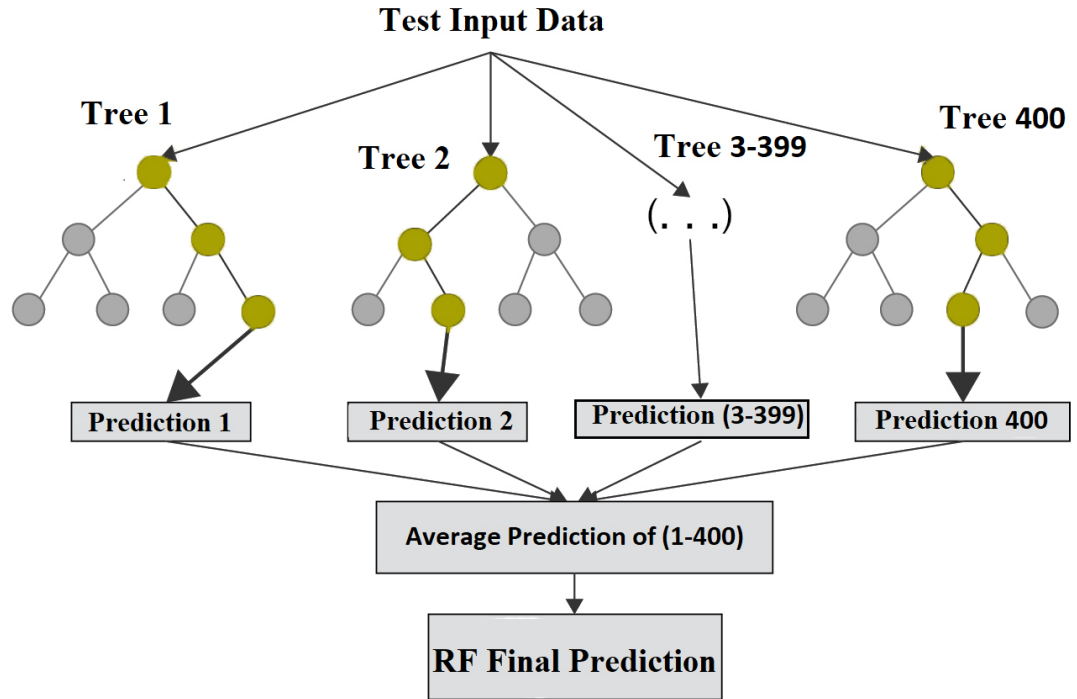 Test Input Data
Tree 1
Tree 2
Tree 3-399
Tree 400
(. . .)
Prediction 1
Prediction 2
Prediction (3-399)
Prediction 400
Average Prediction of (1-400)
RF Final Prediction